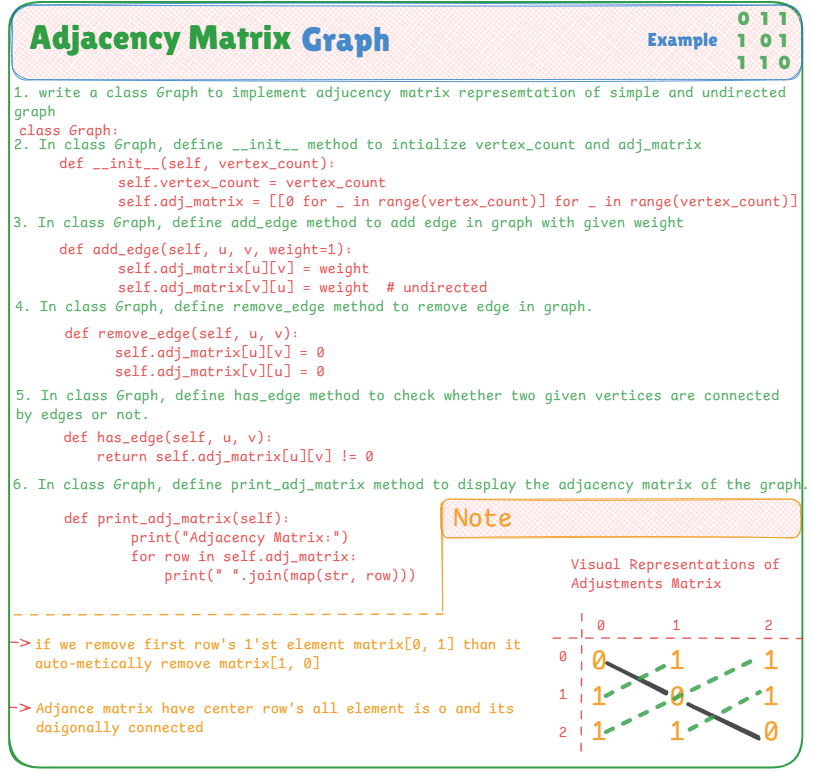 Adjacency Matrix Graph
Example
0 1 1
1 0 1
1 1 0
1. write a class Graph to implement adjucency matrix represemtation of simple and undirected
graph
class Graph:
2. In class Graph, define __init__ method to intialize vertex_count and adj_matrix
def __init__(self, vertex_count):
self.vertex_count = vertex_count
self.adj_matrix = [[0 for _ in range(vertex_count)] for _ in range(vertex_count)]
3. In class Graph, define add_edge method to add edge in graph with given weight
def add_edge(self, u, v, weight=1):
self.adj_matrix[u][v] = weight
self.adj_matrix[v][u] = weight  # undirected
4. In class Graph, define remove_edge method to remove edge in graph.
def remove_edge(self, u, v):
self.adj_matrix[u][v] = 0
self.adj_matrix[v][u] = 0
5. In class Graph, define has_edge method to check whether two given vertices are connected
by edges or not.
def has_edge(self, u, v):
return self.adj_matrix[u][v] != 0
6. In class Graph, define print_adj_matrix method to display the adjacency matrix of the graph.
def print_adj_matrix(self):
print("Adjacency Matrix:")
for row in self.adj_matrix:
print(" ".join(map(str, row)))
Note
-> if we remove first row's 1'st element matrix[0, 1] than it
auto-metically remove matrix[1, 0]
-> Adjance matrix have center row's all element is o and its
daigonally connected
Visual Representations of
Adjustments Matrix
0 1 2
0 0 1 1
1 1 0 1
2 1 1 0